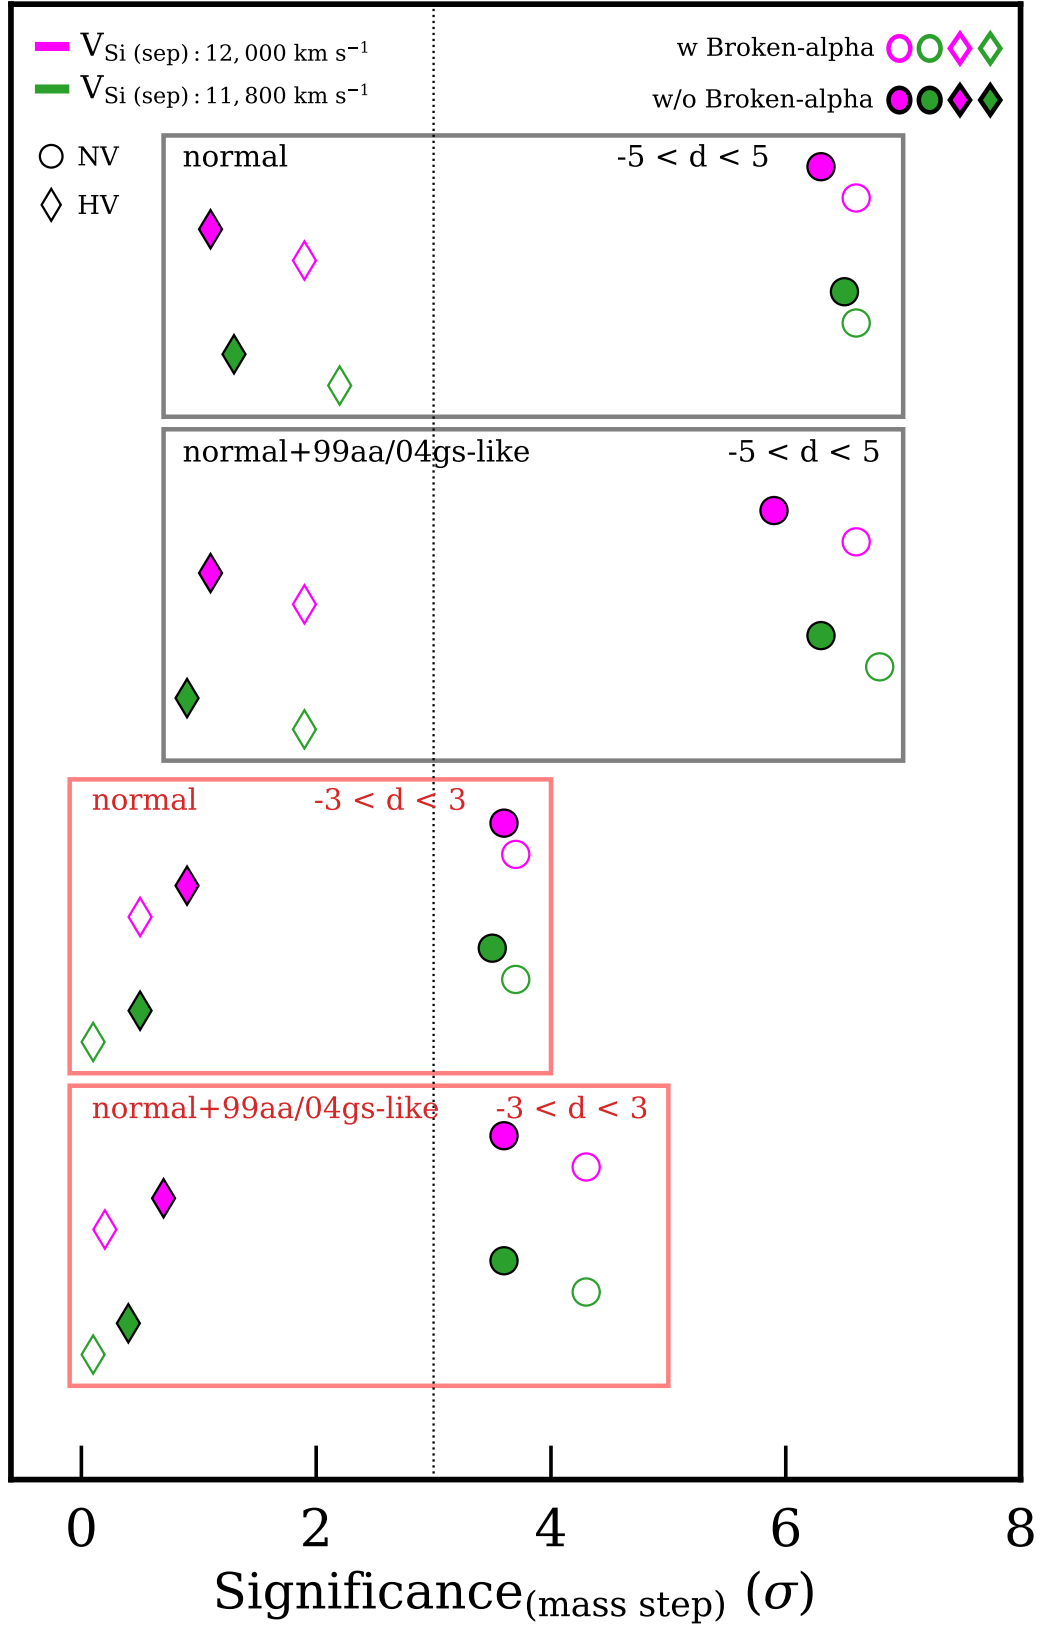 V_Si (sep) : 12, 000 km s⁻¹
w Broken-alpha
V_Si (sep) : 11, 800 km s⁻¹
w/o Broken-alpha
NV
HV
normal -5 < d < 5
normal+99aa/04gs-like -5 < d < 5
normal -3 < d < 3
normal+99aa/04gs-like -3 < d < 3
0 2 4 6 8
Significance_(mass step) (σ)